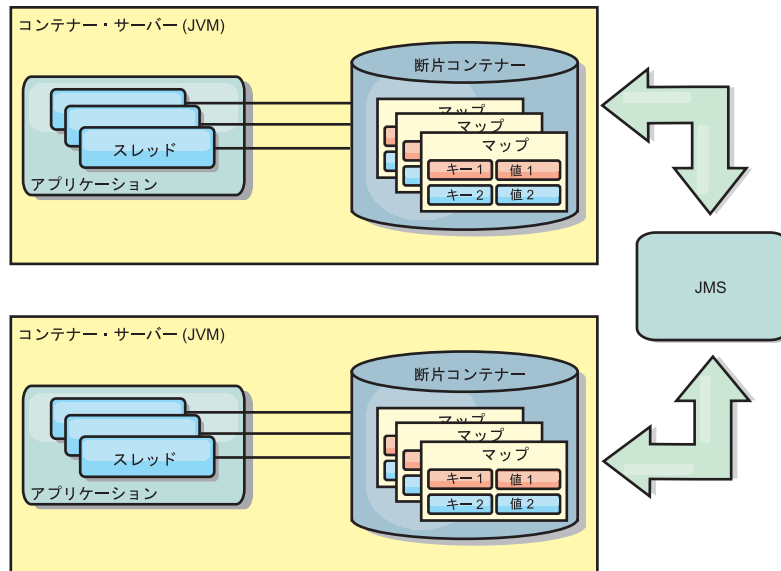 コンテナー・サーバー (JVM)
断片コンテナー
マップ
マップ
マップ
スレッド
キー 1
値 1
キー 2
値 2
アプリケーション
JMS
コンテナー・サーバー (JVM)
断片コンテナー
マップ
マップ
マップ
スレッド
キー 1
値 1
キー 2
値 2
アプリケーション